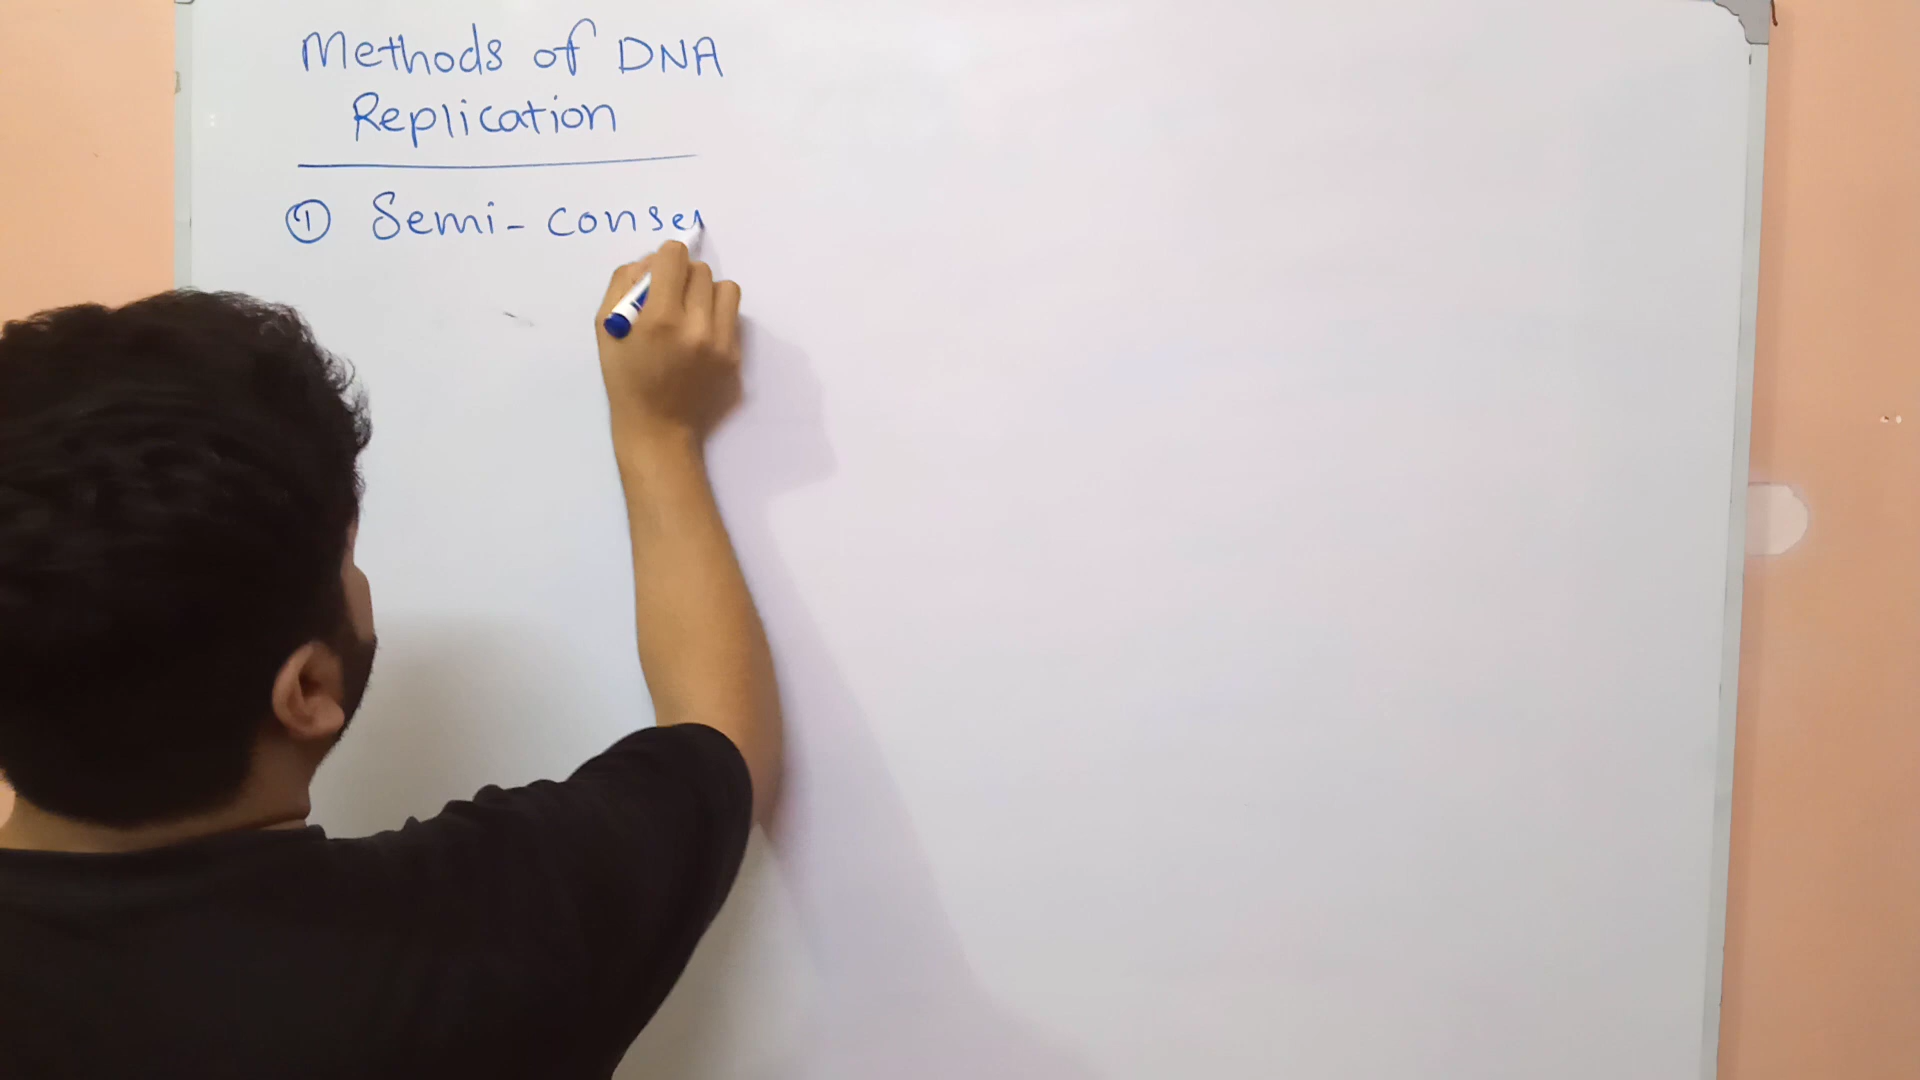 Methods of DNA
Replication
① Semi-conser